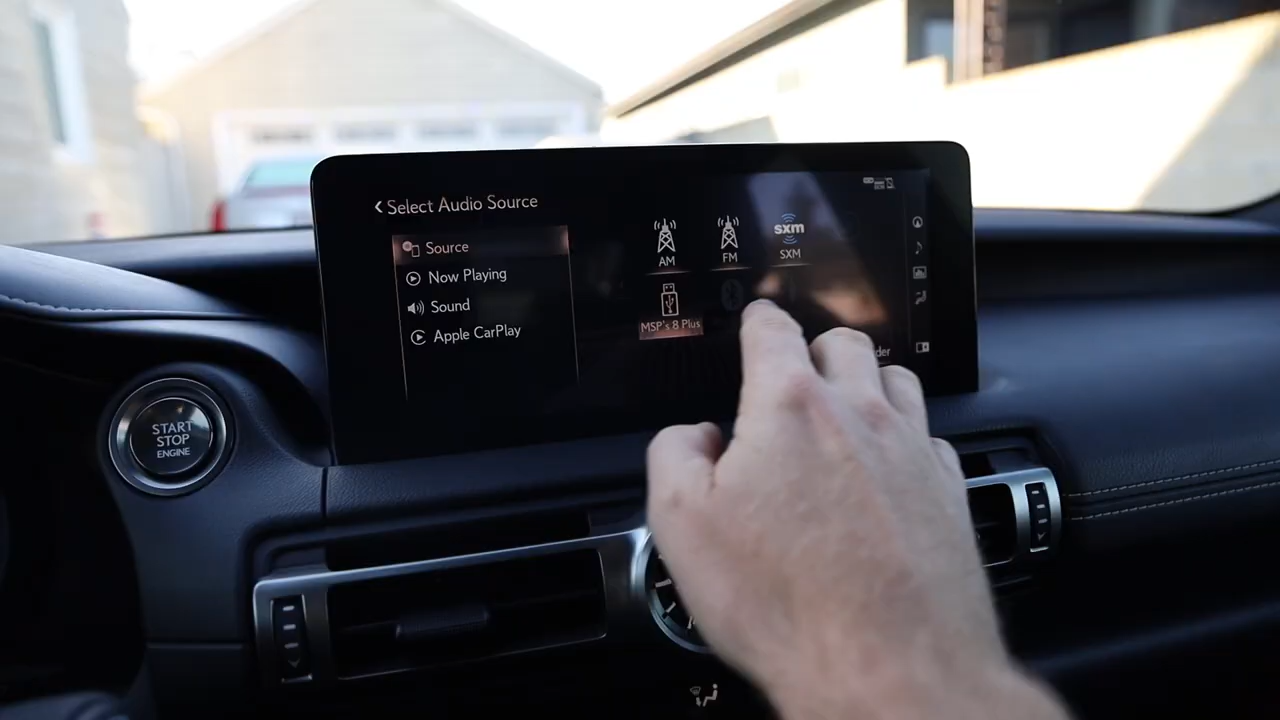 Select Audio Source
Source
Now Playing
Sound
Apple CarPlay
AM
FM
sxm
SXM
MSP's 8 Plus
der
START
STOP
ENGINE